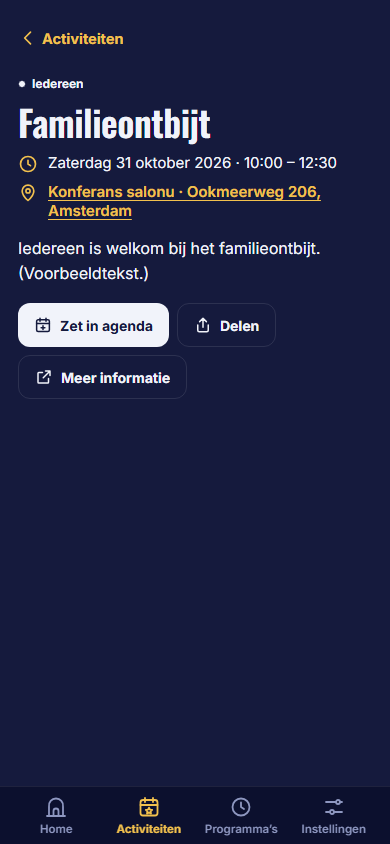 Activiteiten
Iedereen
Familieontbijt
Zaterdag 31 oktober 2026 · 10:00 – 12:30
Konferans salonu · Ookmeerweg 206,
Amsterdam
Iedereen is welkom bij het familieontbijt.
(Voorbeeldtekst.)
Zet in agenda
Delen
Meer informatie
Home
Activiteiten
Programma's
Instellingen